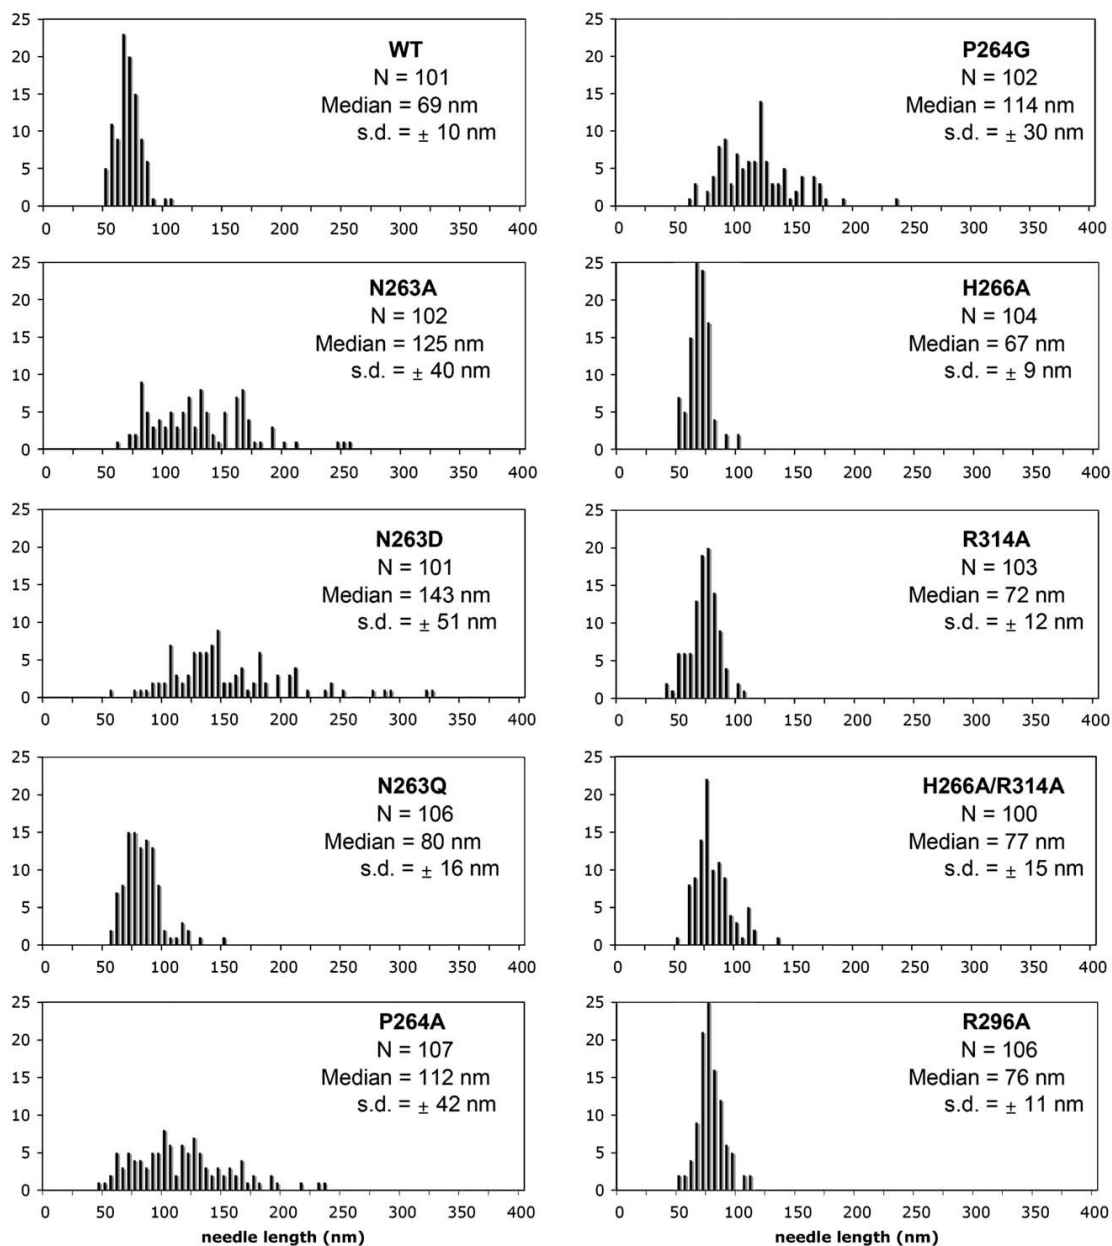 25
20
15
10
5
0
WT
N = 101
Median = 69 nm
s.d. = ± 10 nm
0 50 100 150 200 250 300 350 400
25
20
15
10
5
0
P264G
N = 102
Median = 114 nm
s.d. = ± 30 nm
0 50 100 150 200 250 300 350 400
25
20
15
10
5
0
N263A
N = 102
Median = 125 nm
s.d. = ± 40 nm
0 50 100 150 200 250 300 350 400
25
20
15
10
5
0
H266A
N = 104
Median = 67 nm
s.d. = ± 9 nm
0 50 100 150 200 250 300 350 400
25
20
15
10
5
0
N263D
N = 101
Median = 143 nm
s.d. = ± 51 nm
0 50 100 150 200 250 300 350 400
25
20
15
10
5
0
R314A
N = 103
Median = 72 nm
s.d. = ± 12 nm
0 50 100 150 200 250 300 350 400
25
20
15
10
5
0
N263Q
N = 106
Median = 80 nm
s.d. = ± 16 nm
0 50 100 150 200 250 300 350 400
25
20
15
10
5
0
H266A/R314A
N = 100
Median = 77 nm
s.d. = ± 15 nm
0 50 100 150 200 250 300 350 400
25
20
15
10
5
0
P264A
N = 107
Median = 112 nm
s.d. = ± 42 nm
0 50 100 150 200 250 300 350 400
needle length (nm)
25
20
15
10
5
0
R296A
N = 106
Median = 76 nm
s.d. = ± 11 nm
0 50 100 150 200 250 300 350 400
needle length (nm)